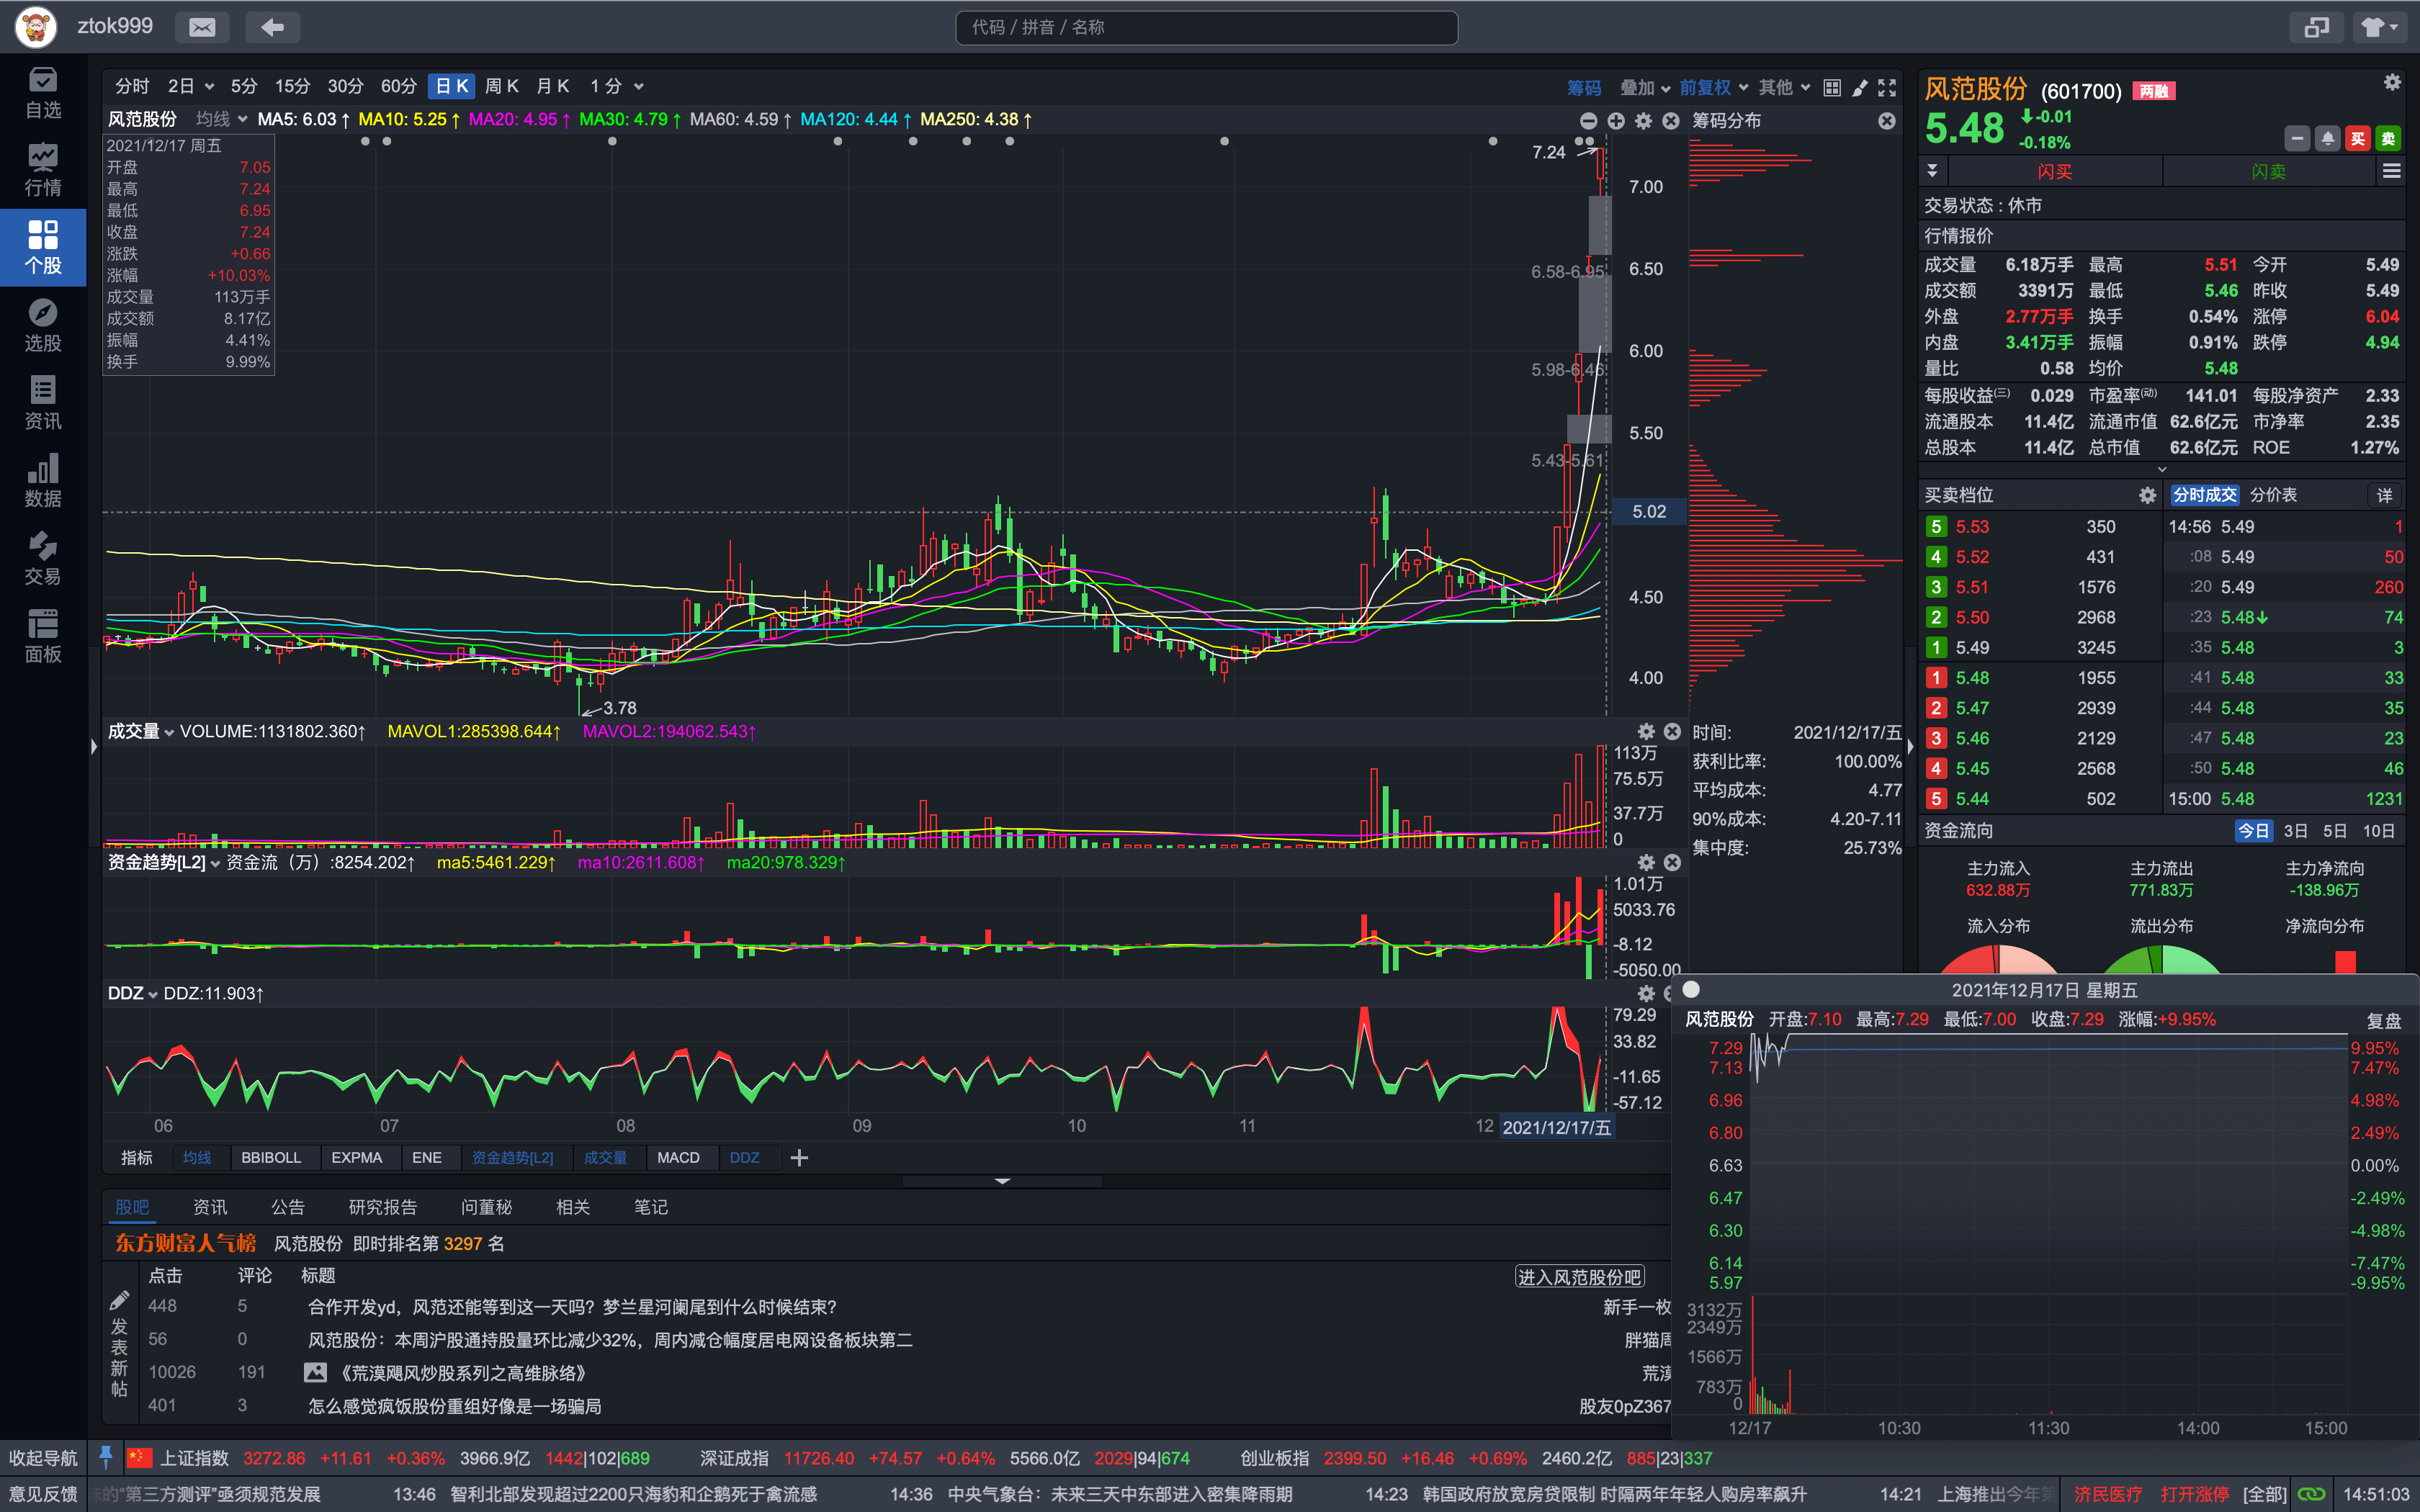 ztok999
代码 / 拼音 / 名称
自选
行情
个股
选股
资讯
数据
交易
面板
分时 2日 5分 15分 30分 60分 日K 周K 月K 1分 筹码 叠加 前复权 其他
风范股份 均线 MA5: 6.03↑ MA10: 5.25↑ MA20: 4.95↑ MA30: 4.79↑ MA60: 4.59↑ MA120: 4.44↑ MA250: 4.38↑
2021/12/17 周五
开盘 7.05
最高 7.24
最低 6.95
收盘 7.24
涨跌 +0.66
涨幅 +10.03%
成交量 113万手
成交额 8.17亿
振幅 4.41%
换手 9.99%
7.24
6.58-6.95
5.98-6.46
5.43-5.61
3.78
7.00
6.50
6.00
5.50
5.02
4.50
4.00
筹码分布
成交量 VOLUME:1131802.360↑ MAVOL1:285398.644↑ MAVOL2:194062.543↑
113万
75.5万
37.7万
0
资金趋势[L2] 资金流（万）:8254.202↑ ma5:5461.229↑ ma10:2611.608↑ ma20:978.329↑
1.01万
5033.76
-8.12
-5050.00
DDZ DDZ:11.903↑
79.29
33.82
-11.65
-57.12
06 07 08 09 10 11 12 2021/12/17/五
时间: 2021/12/17/五
获利比率: 100.00%
平均成本: 4.77
90%成本: 4.20-7.11
集中度: 25.73%
指标 均线 BBIBOLL EXPMA ENE 资金趋势[L2] 成交量 MACD DDZ
股吧 资讯 公告 研究报告 问董秘 相关 笔记
东方财富人气榜 风范股份 即时排名第 3297 名
点击 评论 标题 进入风范股份吧
发表新帖
448 5 合作开发yd，风范还能等到这一天吗？梦兰星河阑尾到什么时候结束? 新手一枚
56 0 风范股份：本周沪股通持股量环比减少32%，周内减仓幅度居电网设备板块第二 胖猫周
10026 191 《荒漠飓风炒股系列之高维脉络》 荒漠
401 3 怎么感觉疯饭股份重组好像是一场骗局 股友0pZ367
风范股份 (601700) 两融
5.48 -0.01
-0.18%
买 卖
闪买 闪卖
交易状态 : 休市
行情报价
成交量 6.18万手 最高 5.51 今开 5.49
成交额 3391万 最低 5.46 昨收 5.49
外盘 2.77万手 换手 0.54% 涨停 6.04
内盘 3.41万手 振幅 0.91% 跌停 4.94
量比 0.58 均价 5.48
每股收益(三) 0.029 市盈率(动) 141.01 每股净资产 2.33
流通股本 11.4亿 流通市值 62.6亿元 市净率 2.35
总股本 11.4亿 总市值 62.6亿元 ROE 1.27%
买卖档位 分时成交 分价表 详
5 5.53 350 14:56 5.49 1
4 5.52 431 :08 5.49 50
3 5.51 1576 :20 5.49 260
2 5.50 2968 :23 5.48↓ 74
1 5.49 3245 :35 5.48 3
1 5.48 1955 :41 5.48 33
2 5.47 2939 :44 5.48 35
3 5.46 2129 :47 5.48 23
4 5.45 2568 :50 5.48 46
5 5.44 502 15:00 5.48 1231
资金流向 今日 3日 5日 10日
主力流入 主力流出 主力净流向
632.88万 771.83万 -138.96万
流入分布 流出分布 净流向分布
2021年12月17日 星期五
风范股份 开盘:7.10 最高:7.29 最低:7.00 收盘:7.29 涨幅:+9.95% 复盘
7.29 9.95%
7.13 7.47%
6.96 4.98%
6.80 2.49%
6.63 0.00%
6.47 -2.49%
6.30 -4.98%
6.14 -7.47%
5.97 -9.95%
3132万
2349万
1566万
783万
0
12/17 10:30 11:30 14:00 15:00
收起导航 上证指数 3272.86 +11.61 +0.36% 3966.9亿 1442|102|689 深证成指 11726.40 +74.57 +0.64% 5566.0亿 2029|94|674 创业板指 2399.50 +16.46 +0.69% 2460.2亿 885|23|337
意见反馈 的“第三方测评”亟须规范发展 13:46 智利北部发现超过2200只海豹和企鹅死于禽流感 14:36 中央气象台：未来三天中东部进入密集降雨期 14:23 韩国政府放宽房贷限制 时隔两年年轻人购房率飙升 14:21 上海推出今年 济民医疗 打开涨停 [全部] 14:51:03